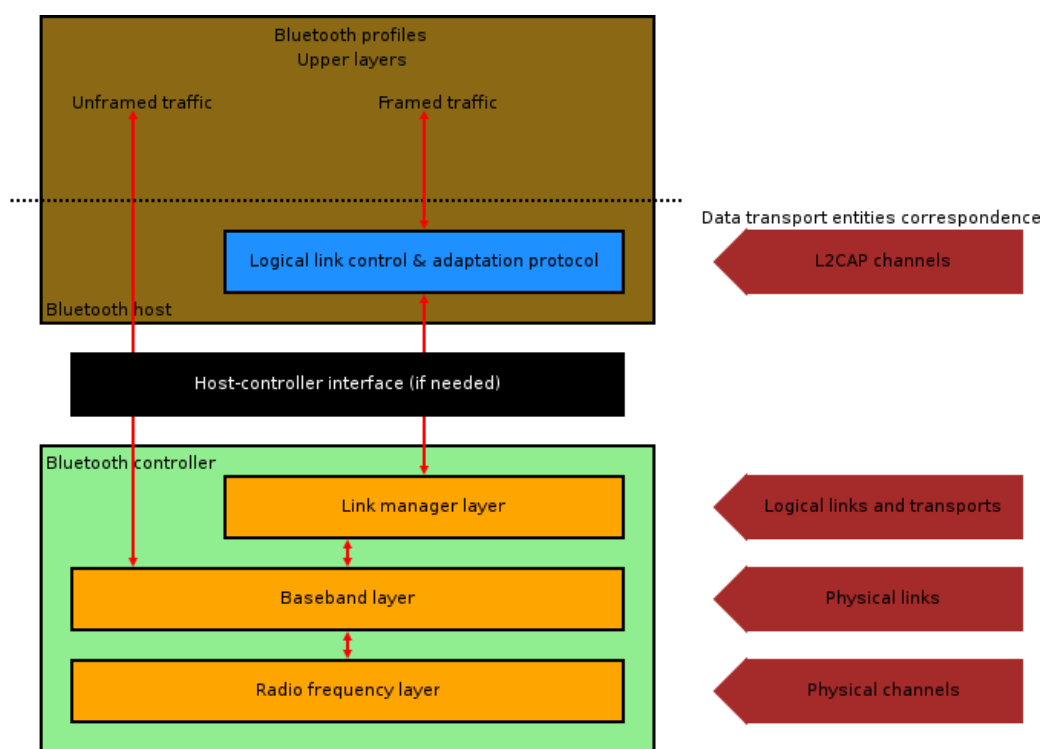 Bluetooth profiles
Upper layers
Unframed traffic
Framed traffic
Data transport entities correspondence
Logical link control & adaptation protocol
L2CAP channels
Bluetooth host
Host-controller interface (if needed)
Bluetooth controller
Link manager layer
Logical links and transports
Baseband layer
Physical links
Radio frequency layer
Physical channels